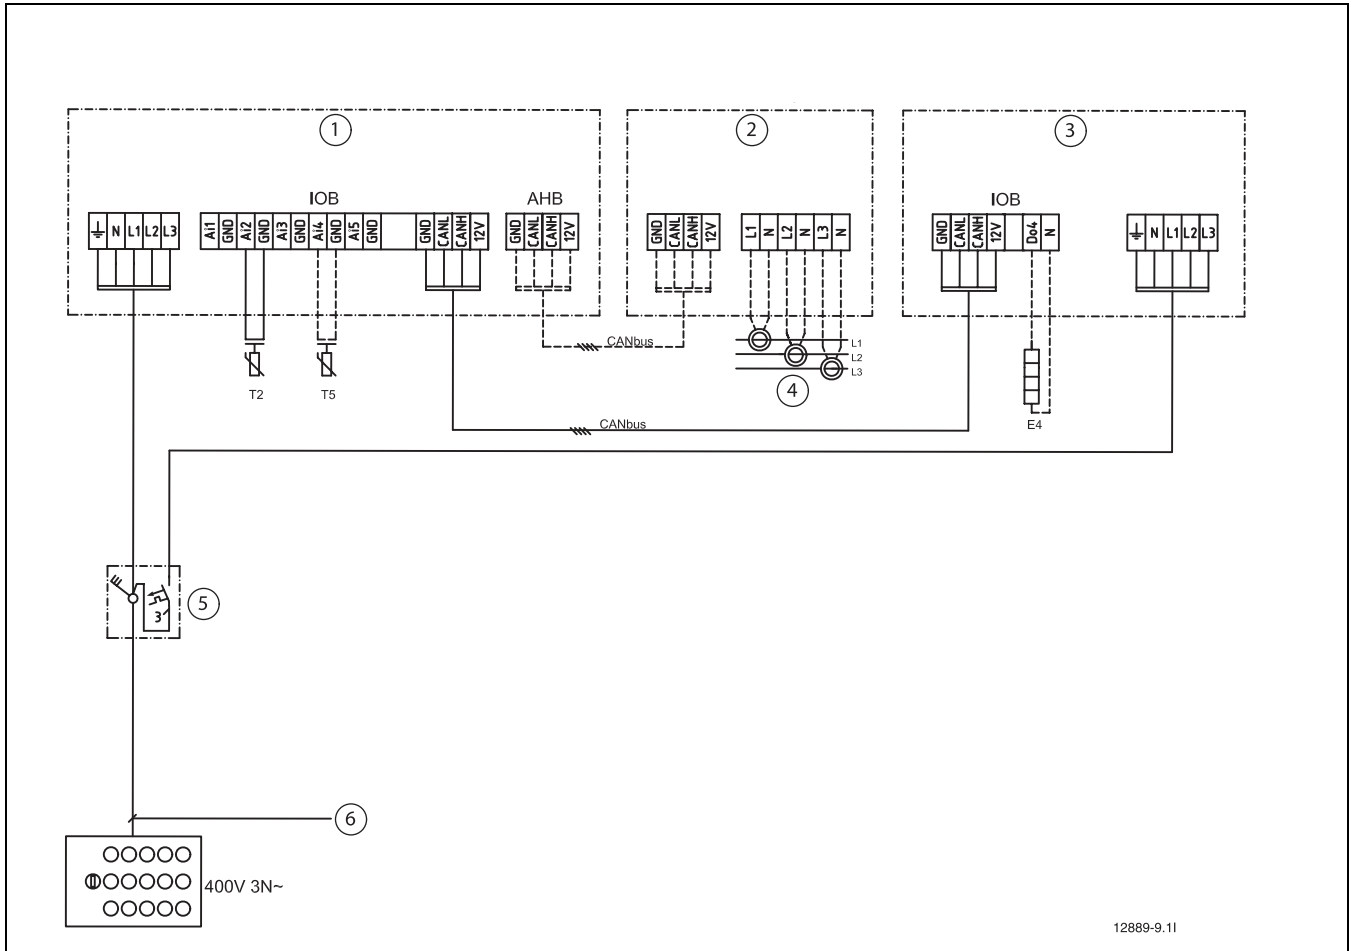 1
2
3
IOB
AHB
IOB
N L1 L2 L3
Ai1 GND Ai2 GND Ai3 GND Ai4 GND Ai5 GND
GND CANL CANH 12V
GND CANL CANH 12V
GND CANL CANH 12V
L1 N L2 N L3 N
GND CANL CANH 12V
Do4 N
N L1 L2 L3
CANbus
L1
L2
L3
T2
T5
4
CANbus
E4
3
5
6
400V 3N~
12889-9.1I